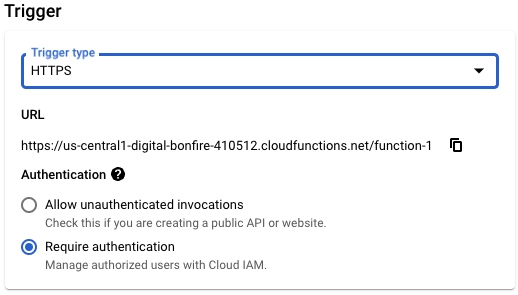 Trigger
Trigger type
HTTPS
URL
https://us-central1-digital-bonfire-410512.cloudfunctions.net/function-1
Authentication ?
Allow unauthenticated invocations
Check this if you are creating a public API or website.
Require authentication
Manage authorized users with Cloud IAM.